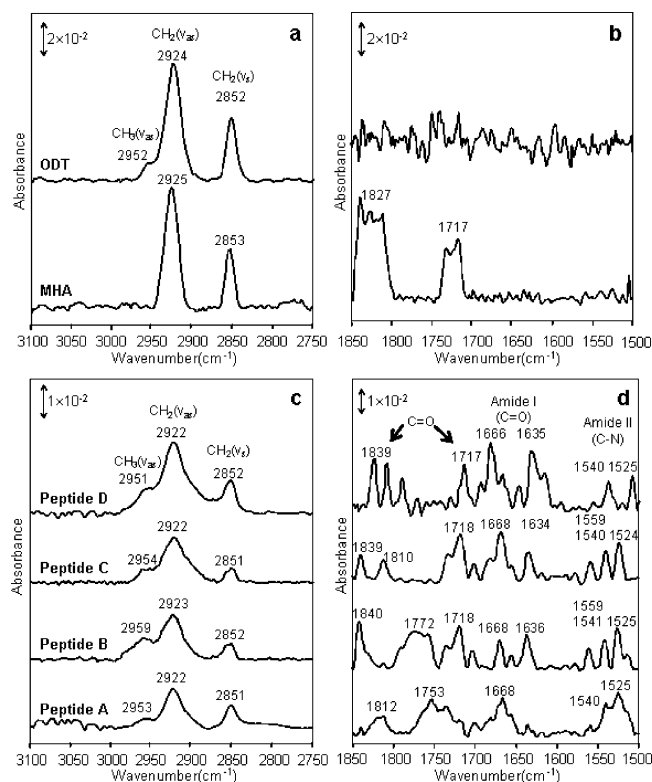 2×10⁻²
a
CH₂(νas)
2924
CH₂(νs)
2852
CH₃(νas)
2952
ODT
2925
2853
MHA
Absorbance
3100 3050 3000 2950 2900 2850 2800 2750
Wavenumber(cm⁻¹)
2×10⁻²
b
1827
1717
Absorbance
1850 1800 1750 1700 1650 1600 1550 1500
Wavenumber(cm⁻¹)
1×10⁻²
c
CH₂(νas)
2922
CH₃(νas)
2951
CH₂(νs)
2852
Peptide D
2922
2954
2851
Peptide C
2923
2959
2852
Peptide B
2922
2953
2851
Peptide A
Absorbance
3100 3050 3000 2950 2900 2850 2800 2750
Wavenumber(cm⁻¹)
1×10⁻²
d
Amide I
(C=O)
C=O
Amide II
(C-N)
1839
1717
1666
1635
1540
1525
1839
1810
1718
1668
1634
1559
1540
1524
1840
1772
1718
1668
1636
1559
1541
1525
1812
1753
1668
1540
1525
Absorbance
1850 1800 1750 1700 1650 1600 1550 1500
Wavenumber(cm⁻¹)